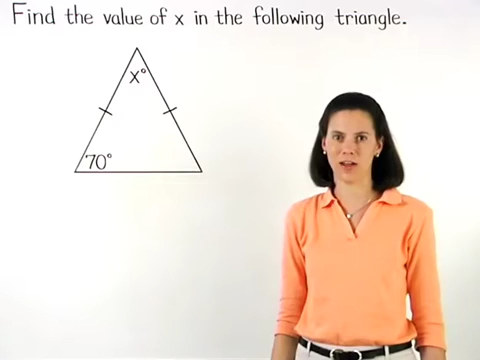 Find the value of x in the following triangle.
x°
70°